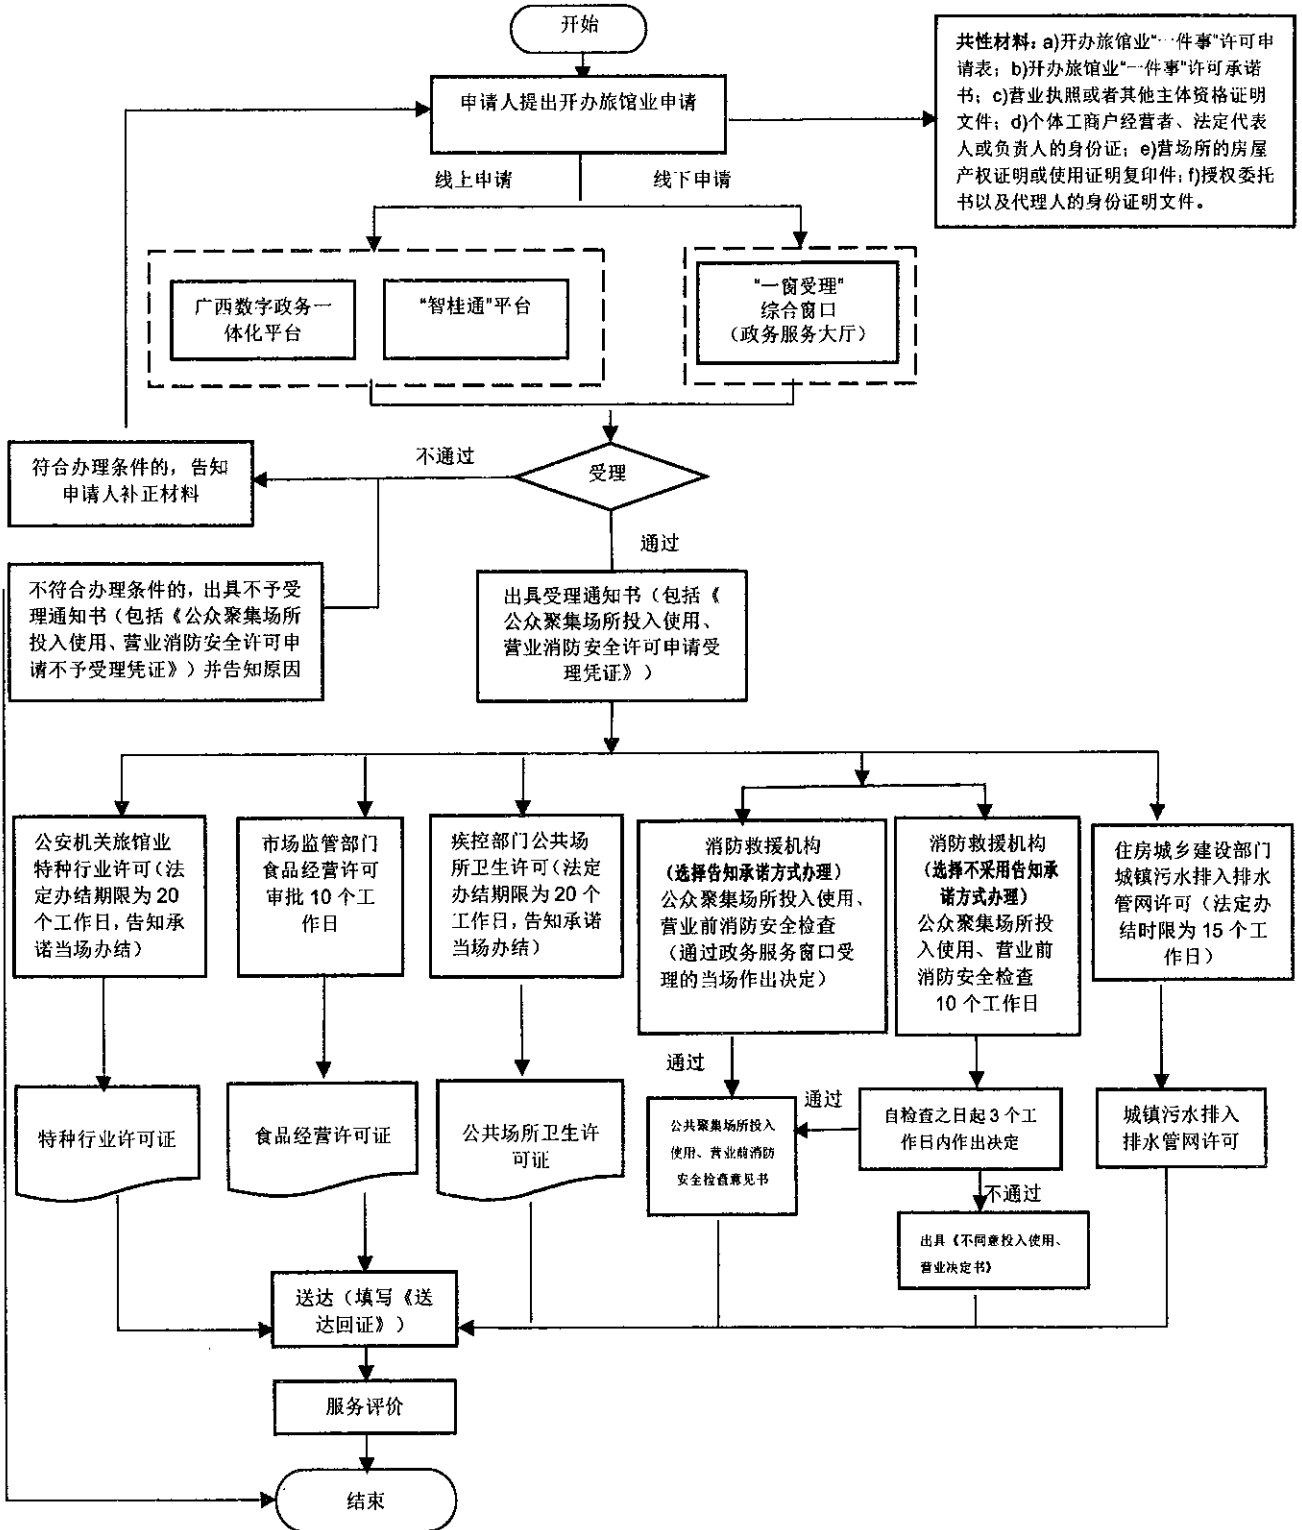 开始
共性材料：a)开办旅馆业“一件事”许可申
请表；b)开办旅馆业“一件事”许可承诺
书；c)营业执照或者其他主体资格证明
文件；d)个体工商户经营者、法定代表
人或负责人的身份证；e)营场所的房屋
产权证明或使用证明复印件；f)授权委托
书以及代理人的身份证明文件。
申请人提出开办旅馆业申请
线上申请
线下申请
广西数字政务一
体化平台
“智桂通”平台
“一窗受理”
综合窗口
（政务服务大厅）
受理
不通过
符合办理条件的，告知
申请人补正材料
通过
不符合办理条件的，出具不予受
理通知书（包括《公众聚集场所
投入使用、营业消防安全许可申
请不予受理凭证》）并告知原因
出具受理通知书（包括《
公众聚集场所投入使用、
营业消防安全许可申请受
理凭证》）
公安机关旅馆业
特种行业许可（法
定办结期限为 20
个工作日，告知承
诺当场办结）
市场监管部门
食品经营许可
审批 10 个工
作日
疾控部门公共场
所卫生许可（法定
办结期限为 20 个
工作日，告知承诺
当场办结）
消防救援机构
（选择告知承诺方式办理）
公众聚集场所投入使用、
营业前消防安全检查
（通过政务服务窗口受
理的当场作出决定）
消防救援机构
（选择不采用告知承
诺方式办理）
公众聚集场所投
入使用、营业前
消防安全检查
10 个工作日
住房城乡建设部门
城镇污水排入排水
管网许可（法定办
结时限为 15 个工
作日）
通过
特种行业许可证
食品经营许可证
公共场所卫生许
可证
公共聚集场所投入
使用、营业前消防
安全检查意见书
通过
自检查之日起 3 个工
作日内作出决定
城镇污水排入
排水管网许可
不通过
出具《不同意投入使用、
营业决定书》
送达（填写《送
达回证》）
服务评价
结束